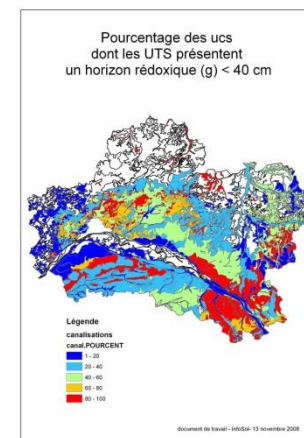 Pourcentage des ucs
dont les UTS présentent
un horizon rédoxique (g) < 40 cm
Légende
canalisations
canal.POURCENT
1 - 20
20 - 40
40 - 60
60 - 80
80 - 100
document de travail - InfoSol- 13 novembre 2008